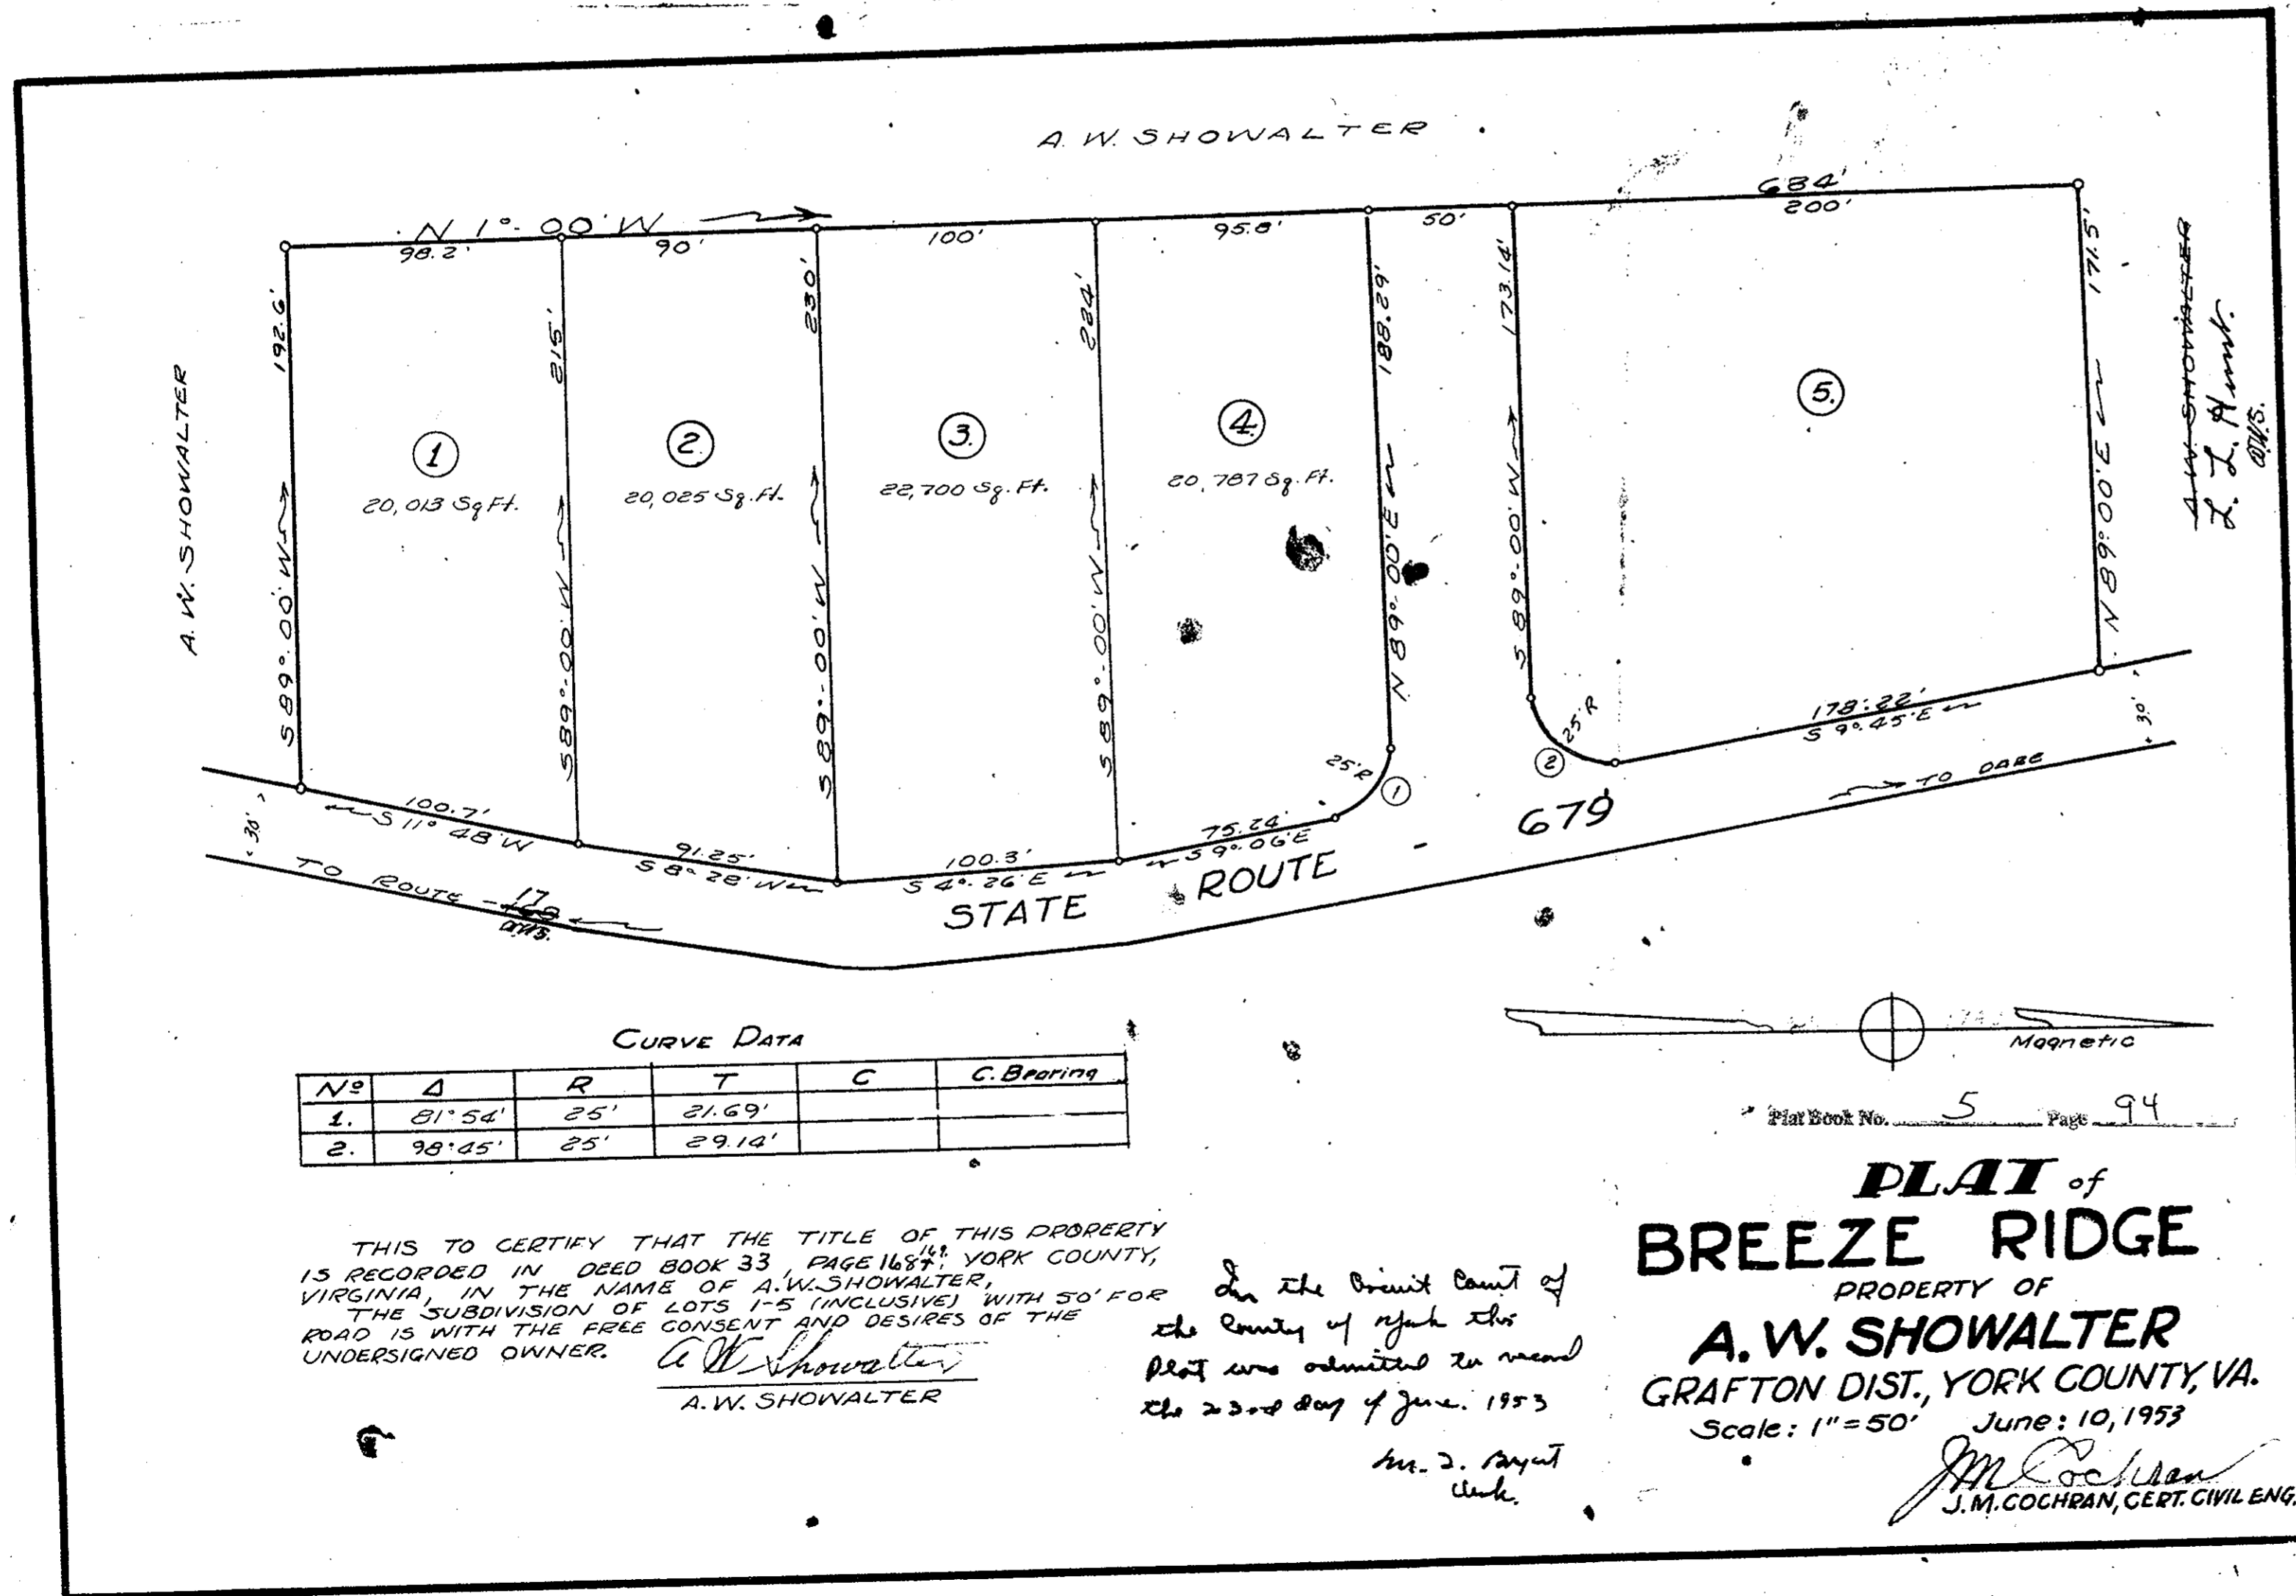 A. W. SHOWALTER
N 1°- 00' W
684'
98.2'
90'
100'
95.8'
50'
200'
A. W. SHOWALTER
192.6'
S 89°- 00' W
215'
S 89°- 00' W
230'
S 89°- 00' W
224'
S 89°- 00' W
188.29'
N 89°- 00' E
173.14'
S 89°- 00' W
171.5'
N 89°- 00' E
A. W. SHOWALTER
1
20,013 Sq Ft.
2.
20,025 Sq. Ft.
3.
22,700 Sq. Ft.
4.
20,787 Sq. Ft.
5.
25' R
1
25' R
2
100.7'
S 11° 48' W
91.25'
S 8°- 28' W
100.3'
S 4°- 26' E
75.24'
S 9°- 06' E
178.22'
S 9°- 45' E
30'
30'
TO ROUTE - 17
TO DARE
STATE ROUTE 679
CURVE DATA
Nº Δ R T C C. Bearing
1. 81°54' 25' 21.69'
2. 98°45' 25' 29.14'
Magnetic
Plat Book No. 5 Page 94
PLAT of
BREEZE RIDGE
PROPERTY OF
A. W. SHOWALTER
GRAFTON DIST., YORK COUNTY, VA.
Scale: 1" = 50' June: 10, 1953
J. M. Cochran
J. M. COCHRAN, CERT. CIVIL ENG.
THIS TO CERTIFY THAT THE TITLE OF THIS PROPERTY
IS RECORDED IN DEED BOOK 33, PAGE 168 YORK COUNTY,
VIRGINIA, IN THE NAME OF A.W. SHOWALTER,
THE SUBDIVISION OF LOTS 1-5 (INCLUSIVE) WITH 50' FOR
ROAD IS WITH THE FREE CONSENT AND DESIRES OF THE
UNDERSIGNED OWNER.
A W Showalter
A. W. SHOWALTER
In the Circuit Court of
the County of York this
Plat was admitted to record
the 23rd day of June. 1953
Clerk.